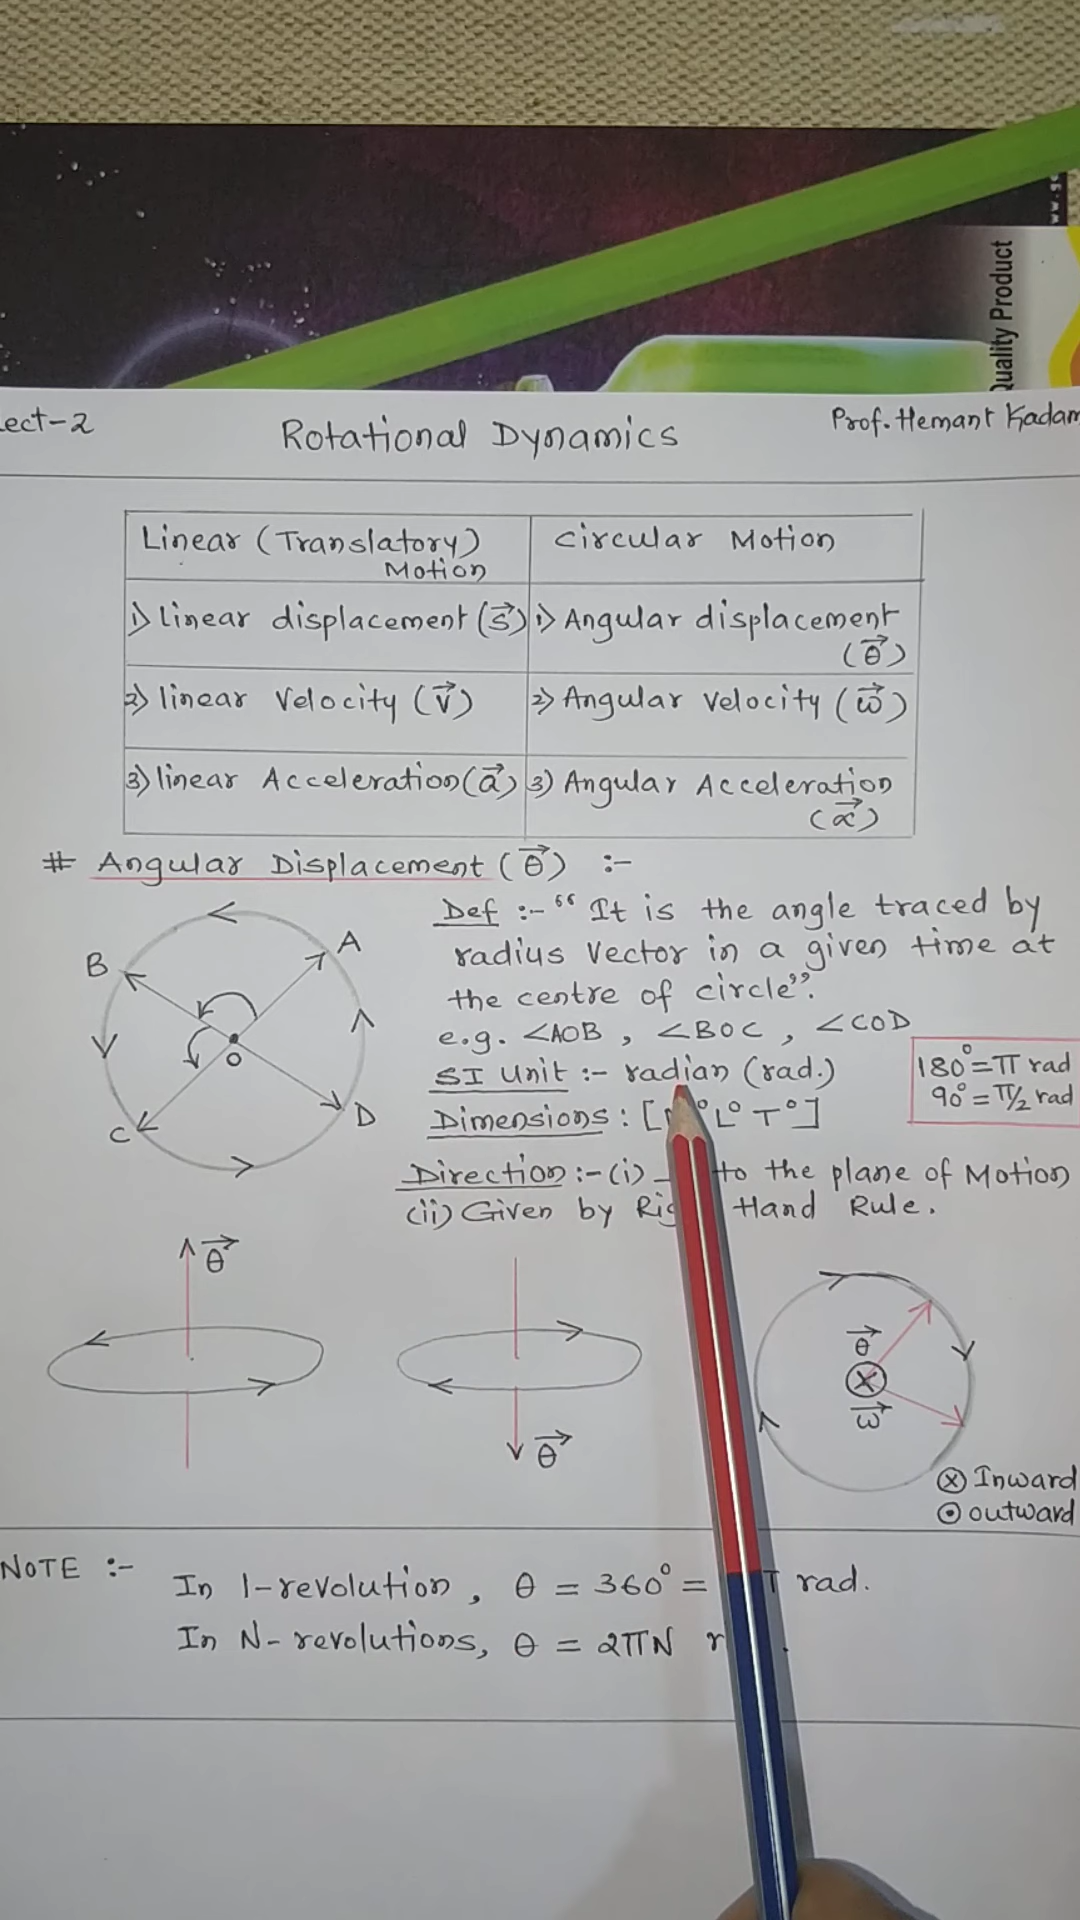 Quality Product
Lect-2
Rotational Dynamics
Prof. Hemant Kadam
Linear (Translatory) Motion
Circular Motion
1) Linear displacement (s⃗)
1) Angular displacement (θ⃗)
2) linear Velocity (v⃗)
2) Angular Velocity (ω⃗)
3) linear Acceleration (a⃗)
3) Angular Acceleration (α⃗)
# Angular Displacement (θ⃗) :-
A
B
O
C
D
Def :- "It is the angle traced by
radius Vector in a given time at
the centre of circle".
e.g. ∠AOB, ∠BOC, ∠COD
SI Unit :- radian (rad.)
180° = π rad
90° = π/2 rad
Dimensions : [ ° L° T°]
Direction :- (i) to the plane of Motion
(ii) Given by Hand Rule.
θ⃗
θ⃗
θ⃗
⊗
ω⃗
⊗ Inward
⊙ outward
NOTE :-
In 1-revolution, θ = 360° = rad.
In N-revolutions, θ = 2πN